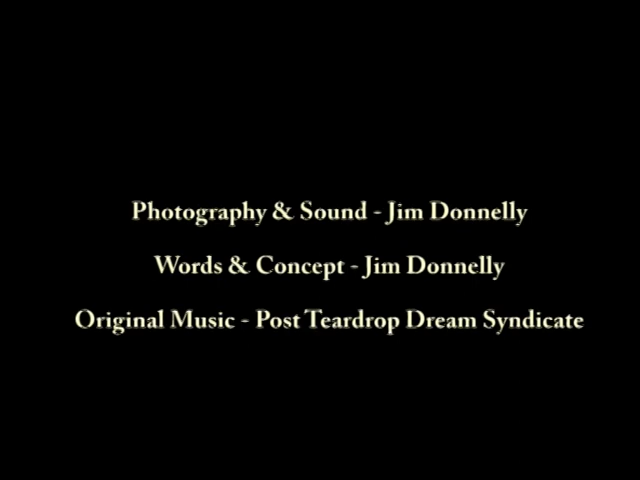 Photography & Sound - Jim Donnelly
Words & Concept - Jim Donnelly
Original Music - Post Teardrop Dream Syndicate